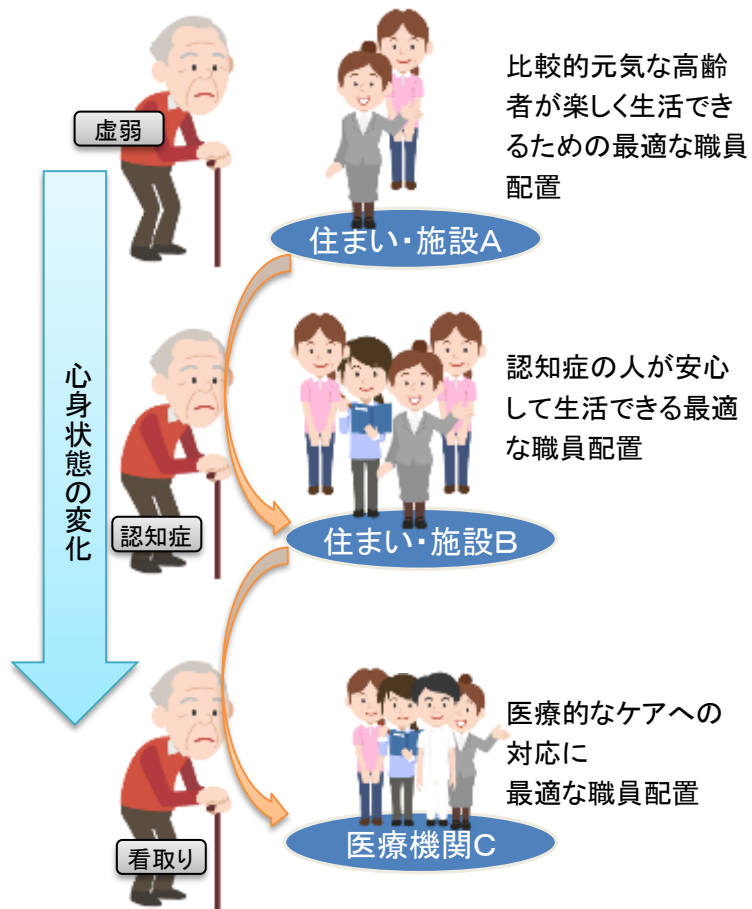 虚弱
比較的元気な高齢
者が楽しく生活でき
るための最適な職員
配置
住まい・施設A
心身状態の変化
認知症の人が安心
して生活できる最適
な職員配置
認知症
住まい・施設B
医療的なケアへの
対応に
最適な職員配置
看取り
医療機関C